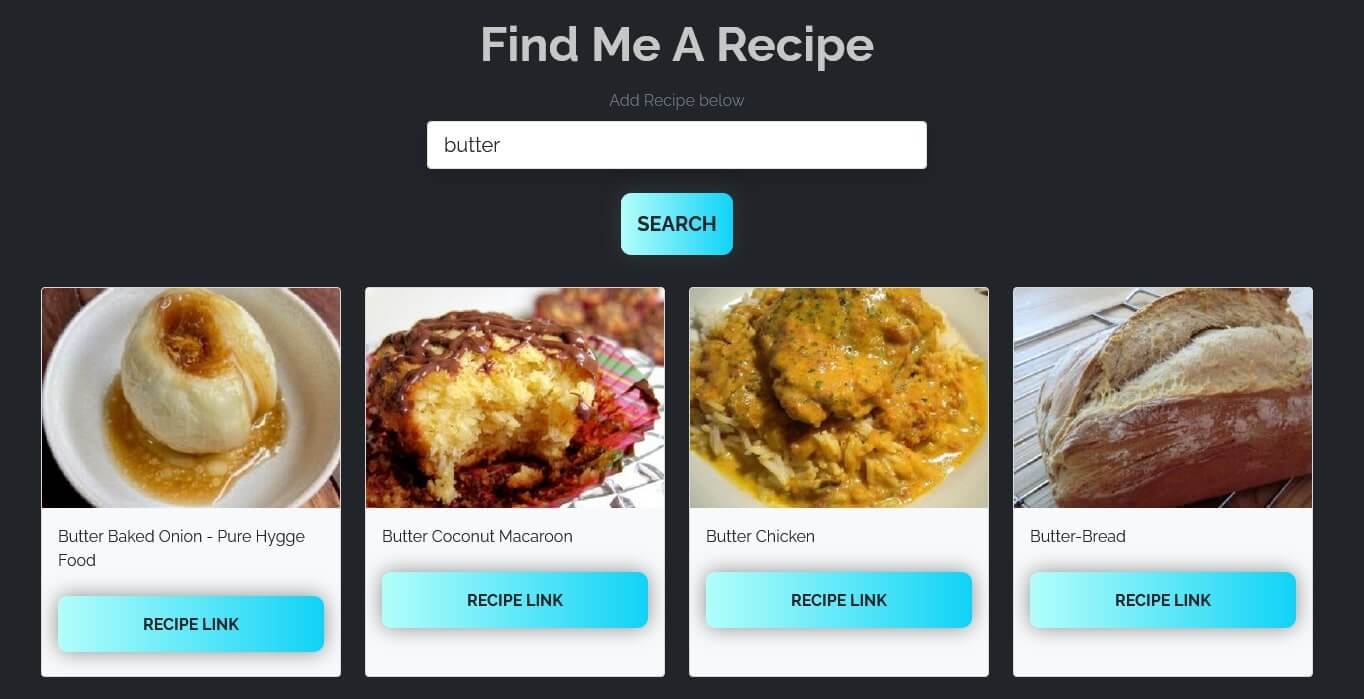 Find Me A Recipe
Add Recipe below
butter
SEARCH
Butter Baked Onion - Pure Hygge
Food
RECIPE LINK
Butter Coconut Macaroon
RECIPE LINK
Butter Chicken
RECIPE LINK
Butter-Bread
RECIPE LINK